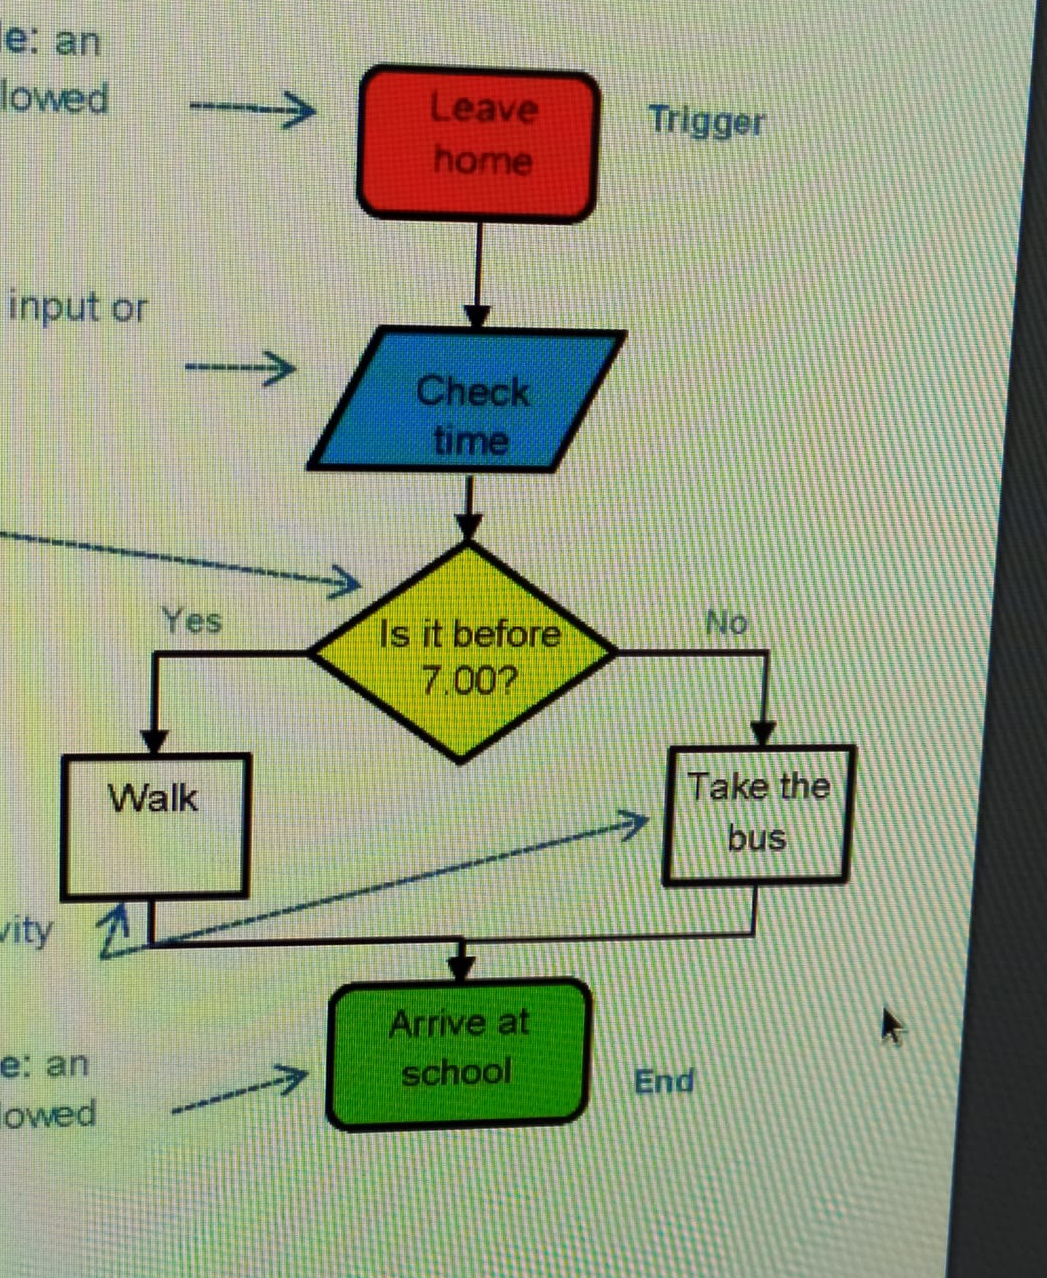 e: an
lowed
Leave
home
Trigger
input or
Check
time
Yes
Is it before
7.00?
No
Walk
Take the
bus
vity
Arrive at
school
e: an
lowed
End